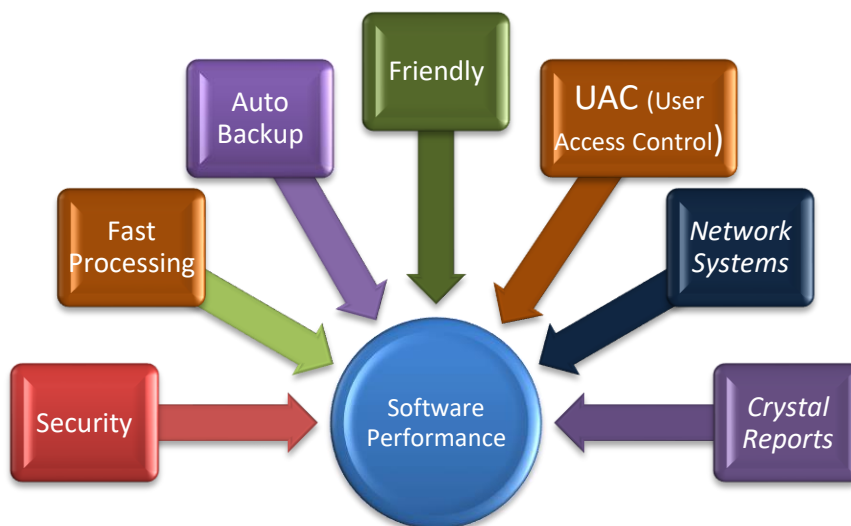 Friendly
Auto
Backup
UAC (User
Access Control)
Fast
Processing
Network
Systems
Security
Software
Performance
Crystal
Reports